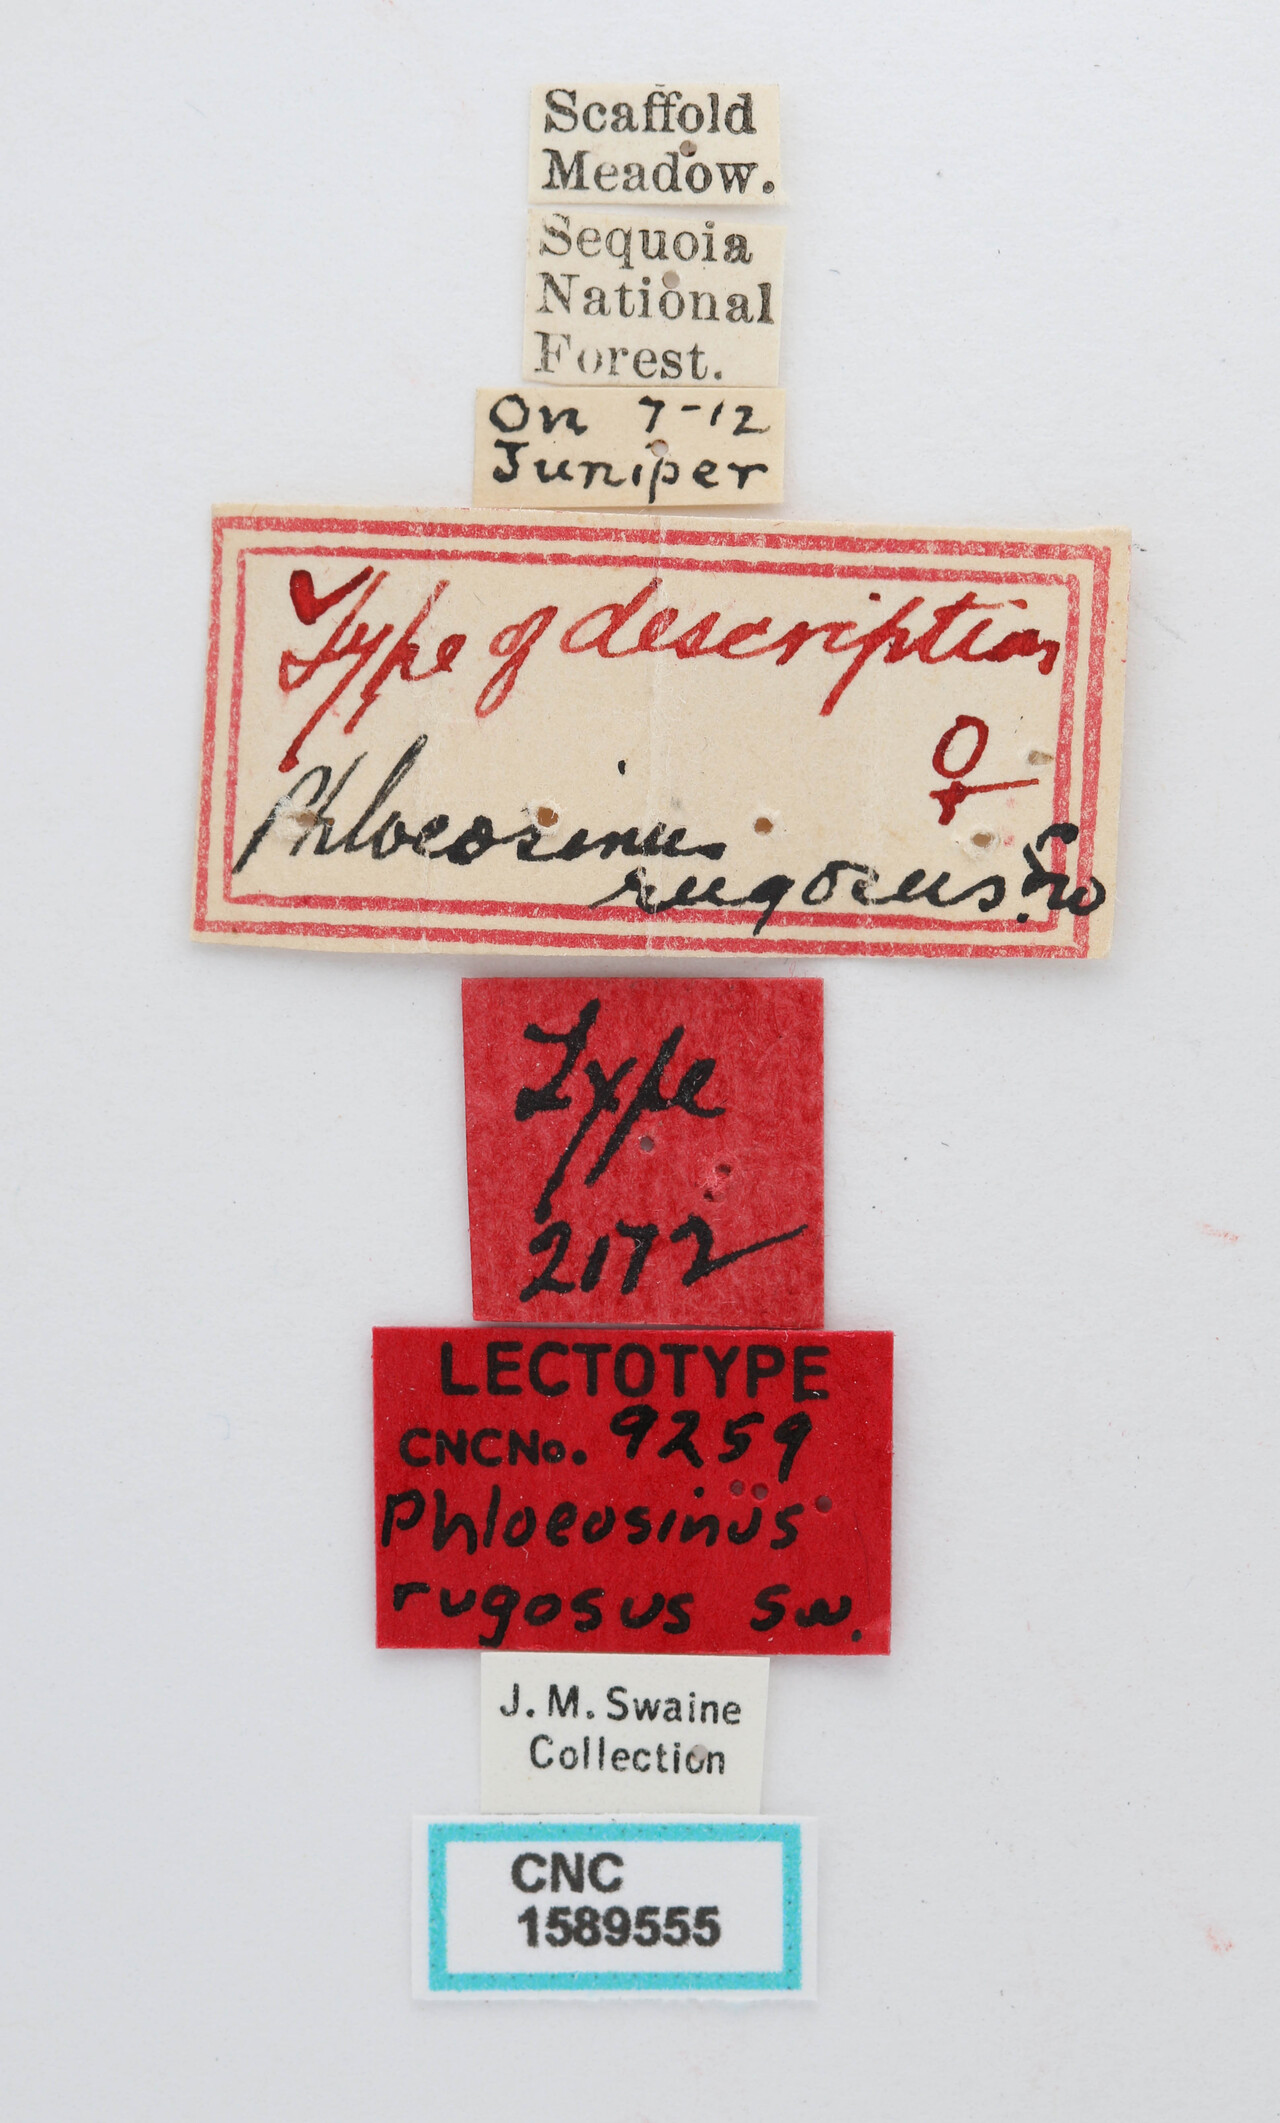 Scaffold
Meadow.
Sequoia
National
Forest.
On 7-12
Juniper
Type of description
♀
Phloeosinus
rugosus. Sw
Type
2172
LECTOTYPE
CNCNo. 9259
Phloeosinus
rugosus Sw.
J. M. Swaine
Collection
CNC
1589555